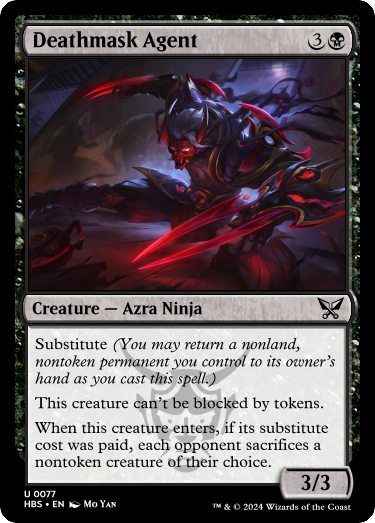 Deathmask Agent 3
Creature — Azra Ninja
Substitute (You may return a nonland,
nontoken permanent you control to its owner's
hand as you cast this spell.)
This creature can't be blocked by tokens.
When this creature enters, if its substitute
cost was paid, each opponent sacrifices a
nontoken creature of their choice.
3/3
U 0077
HBS • EN Mo Yan
™ & © 2024 Wizards of the Coast